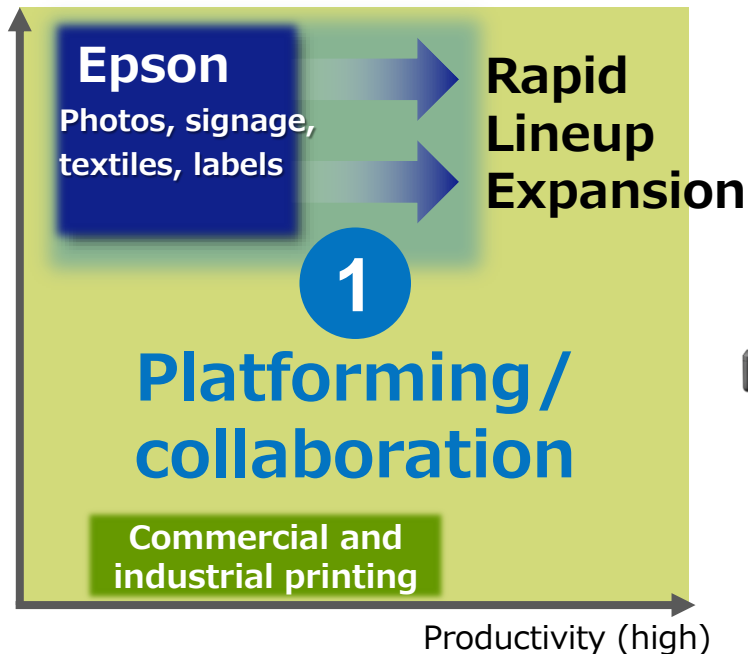 Epson
Photos, signage,
textiles, labels
Rapid
Lineup
Expansion
1
Platforming/
collaboration
Commercial and
industrial printing
Productivity (high)